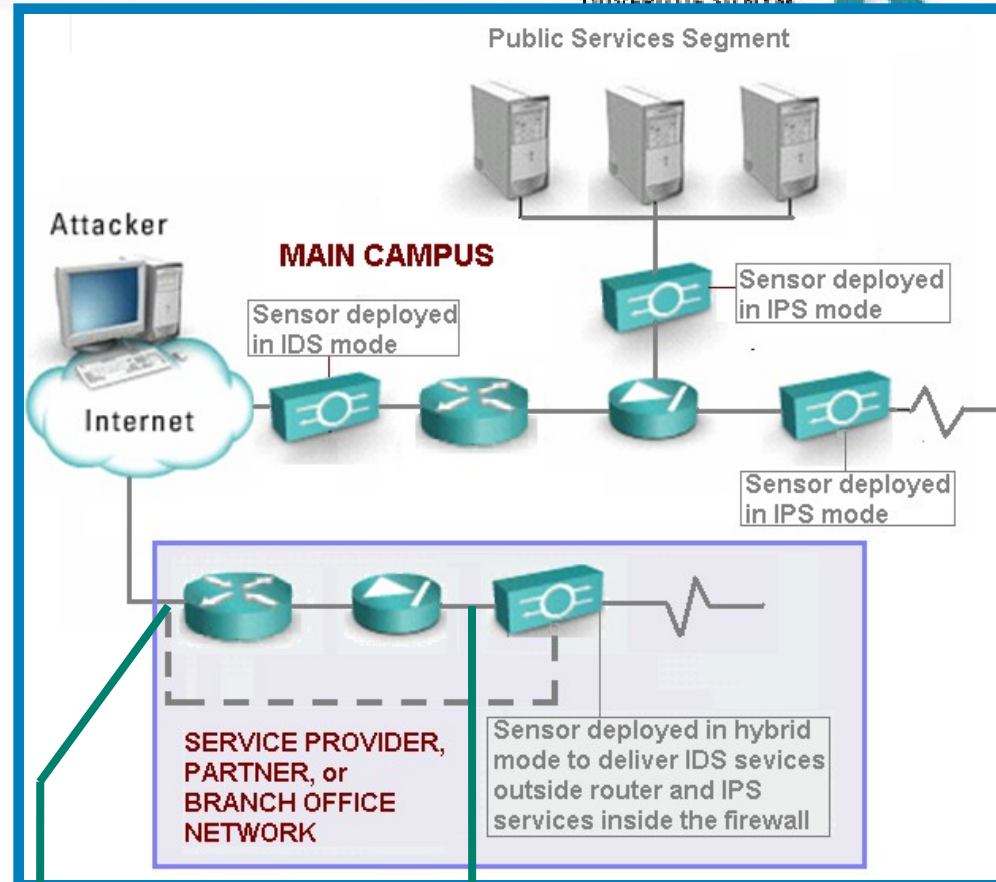 Public Services Segment
Attacker
MAIN CAMPUS
Sensor deployed
in IPS mode
Sensor deployed
in IDS mode
Internet
Sensor deployed
in IPS mode
SERVICE PROVIDER,
PARTNER, or
BRANCH OFFICE
NETWORK
Sensor deployed in hybrid
mode to deliver IDS sevices
outside router and IPS
services inside the firewall